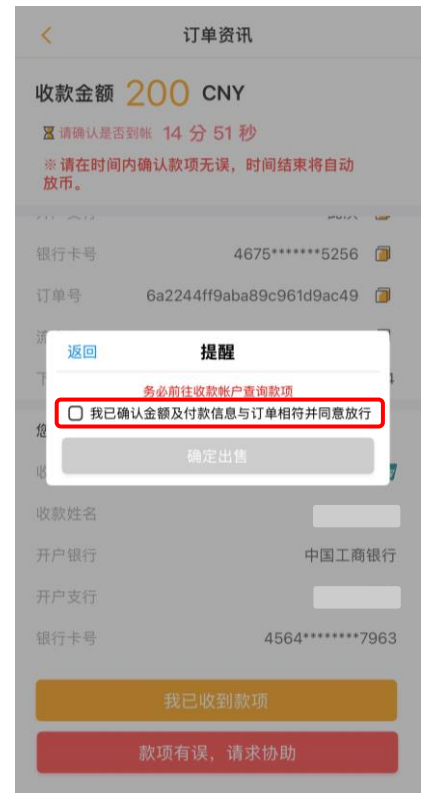 订单资讯
收款金额 200 CNY
请确认是否到帐 14 分 51 秒
※请在时间内确认款项无误，时间结束将自动
放币。
银行卡号 4675*******5256
订单号 6a2244ff9aba89c961d9ac49
返回 提醒
务必前往收款帐户查询款项
我已确认金额及付款信息与订单相符并同意放行
确定出售
收款姓名
开户银行 中国工商银行
开户支行
银行卡号 4564********7963
我已收到款项
款项有误，请求协助